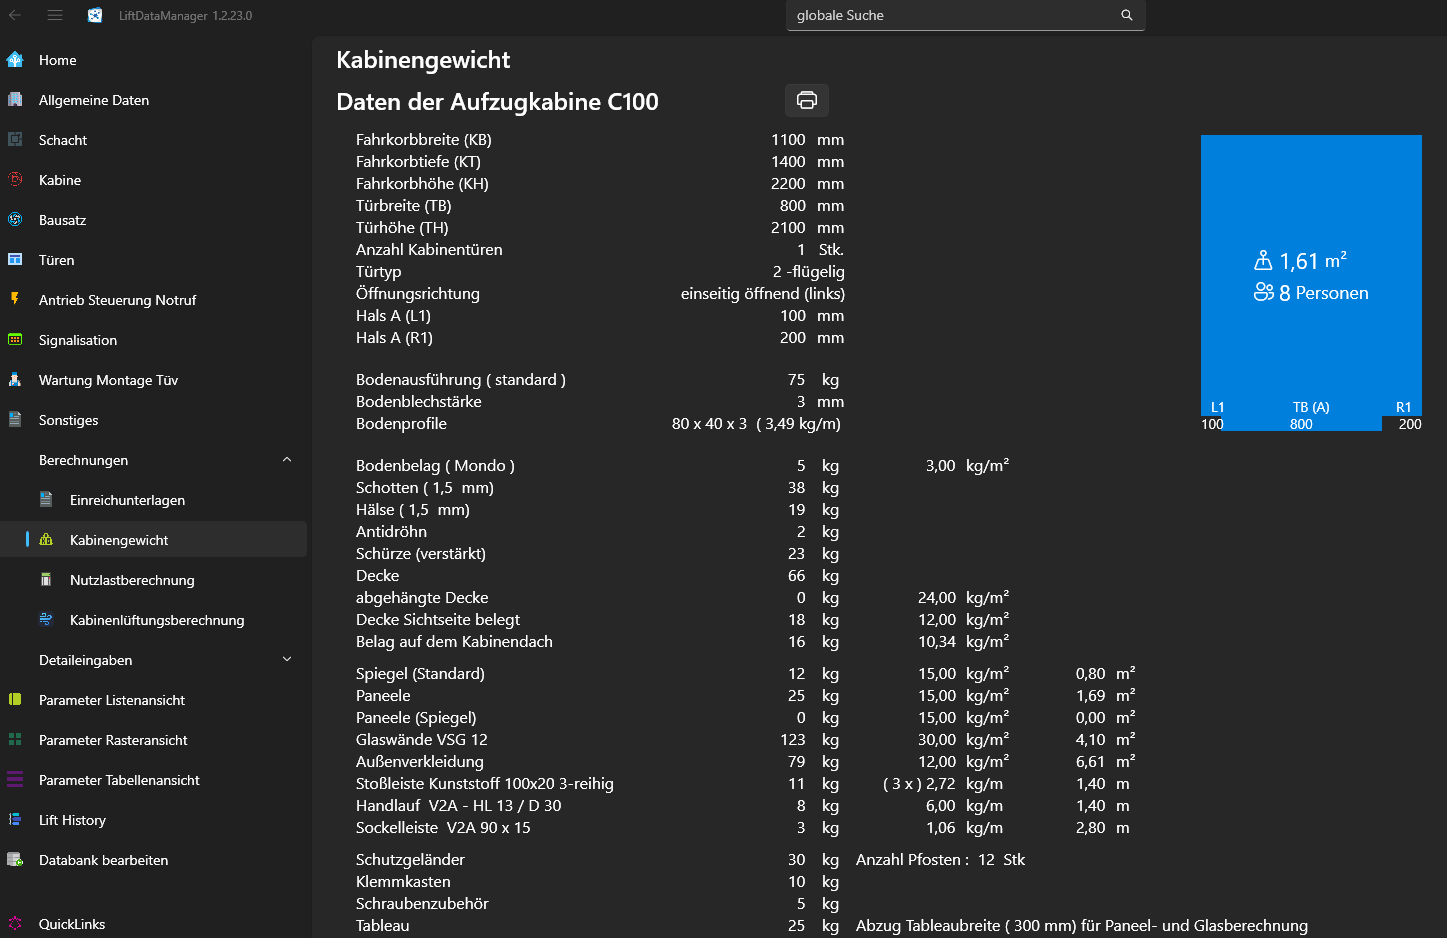 LiftDataManager 1.2.23.0
globale Suche
Home
Allgemeine Daten
Schacht
Kabine
Bausatz
Türen
Antrieb Steuerung Notruf
Signalisation
Wartung Montage Tüv
Sonstiges
Berechnungen
Einreichunterlagen
Kabinengewicht
Nutzlastberechnung
Kabinenlüftungsberechnung
Detaileingaben
Parameter Listenansicht
Parameter Rasteransicht
Parameter Tabellenansicht
Lift History
Databank bearbeiten
QuickLinks
Kabinengewicht
Daten der Aufzugkabine C100
Fahrkorbbreite (KB) 1100 mm
Fahrkorbtiefe (KT) 1400 mm
Fahrkorbhöhe (KH) 2200 mm
Türbreite (TB) 800 mm
Türhöhe (TH) 2100 mm
Anzahl Kabinentüren 1 Stk.
Türtyp 2 -flügelig
Öffnungsrichtung einseitig öffnend (links)
Hals A (L1) 100 mm
Hals A (R1) 200 mm
Bodenausführung ( standard ) 75 kg
Bodenblechstärke 3 mm
Bodenprofile 80 x 40 x 3 ( 3,49 kg/m)
Bodenbelag ( Mondo ) 5 kg 3,00 kg/m²
Schotten ( 1,5 mm) 38 kg
Hälse ( 1,5 mm) 19 kg
Antidröhn 2 kg
Schürze (verstärkt) 23 kg
Decke 66 kg
abgehängte Decke 0 kg 24,00 kg/m²
Decke Sichtseite belegt 18 kg 12,00 kg/m²
Belag auf dem Kabinendach 16 kg 10,34 kg/m²
Spiegel (Standard) 12 kg 15,00 kg/m² 0,80 m²
Paneele 25 kg 15,00 kg/m² 1,69 m²
Paneele (Spiegel) 0 kg 15,00 kg/m² 0,00 m²
Glaswände VSG 12 123 kg 30,00 kg/m² 4,10 m²
Außenverkleidung 79 kg 12,00 kg/m² 6,61 m²
Stoßleiste Kunststoff 100x20 3-reihig 11 kg ( 3 x ) 2,72 kg/m 1,40 m
Handlauf V2A - HL 13 / D 30 8 kg 6,00 kg/m 1,40 m
Sockelleiste V2A 90 x 15 3 kg 1,06 kg/m 2,80 m
Schutzgeländer 30 kg Anzahl Pfosten : 12 Stk
Klemmkasten 10 kg
Schraubenzubehör 5 kg
Tableau 25 kg Abzug Tableaubreite ( 300 mm) für Paneel- und Glasberechnung
1,61 m²
8 Personen
L1 TB (A) R1
100 800 200